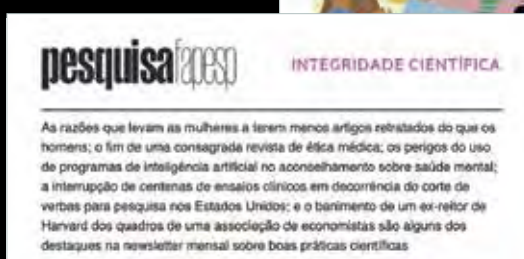 pesquisa fapesp
INTEGRIDADE CIENTÍFICA
As razões que levam as mulheres a terem menos artigos retratados do que os
homens; o fim de uma consagrada revista de ética médica; os perigos do uso
de programas de inteligência artificial no aconselhamento sobre saúde mental;
a interrupção de centenas de ensaios clínicos em decorrência do corte de
verbas para pesquisa nos Estados Unidos; e o banimento de um ex-reitor de
Harvard dos quadros de uma associação de economistas são alguns dos
destaques na newsletter mensal sobre boas práticas científicas